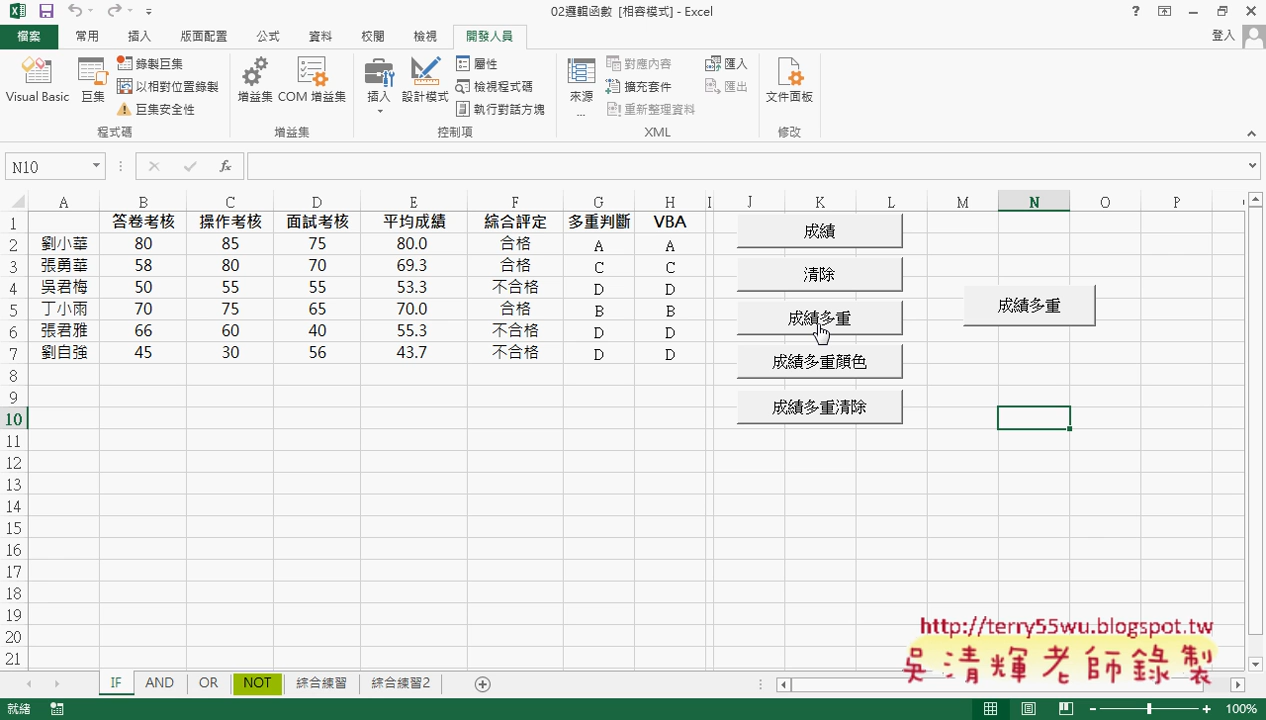 02邏輯函數 [相容模式] - Excel
檔案 常用 插入 版面配置 公式 資料 校閱 檢視 開發人員 登入
Visual Basic 巨集 錄製巨集 以相對位置錄製 巨集安全性 增益集 COM 增益集 插入 設計模式 屬性 檢視程式碼 執行對話方塊 來源 ... 對應內容 擴充套件 重新整理資料 匯入 匯出 文件面板
程式碼 增益集 控制項 XML 修改
N10 fx
A B C D E F G H I J K L M N O P
1 答卷考核 操作考核 面試考核 平均成績 綜合評定 多重判斷 VBA
2 劉小華 80 85 75 80.0 合格 A A
3 張勇華 58 80 70 69.3 合格 C C
4 吳君梅 50 55 55 53.3 不合格 D D
5 丁小雨 70 75 65 70.0 合格 B B
6 張君雅 66 60 40 55.3 不合格 D D
7 劉自強 45 30 56 43.7 不合格 D D
8
9
10
11
12
13
14
15
16
17
18
19
20
21
成績
清除
成績多重
成績多重顏色
成績多重清除
成績多重
http://terry55wu.blogspot.tw
吳清輝老師錄製
IF AND OR NOT 綜合練習 綜合練習2
就緒 100%